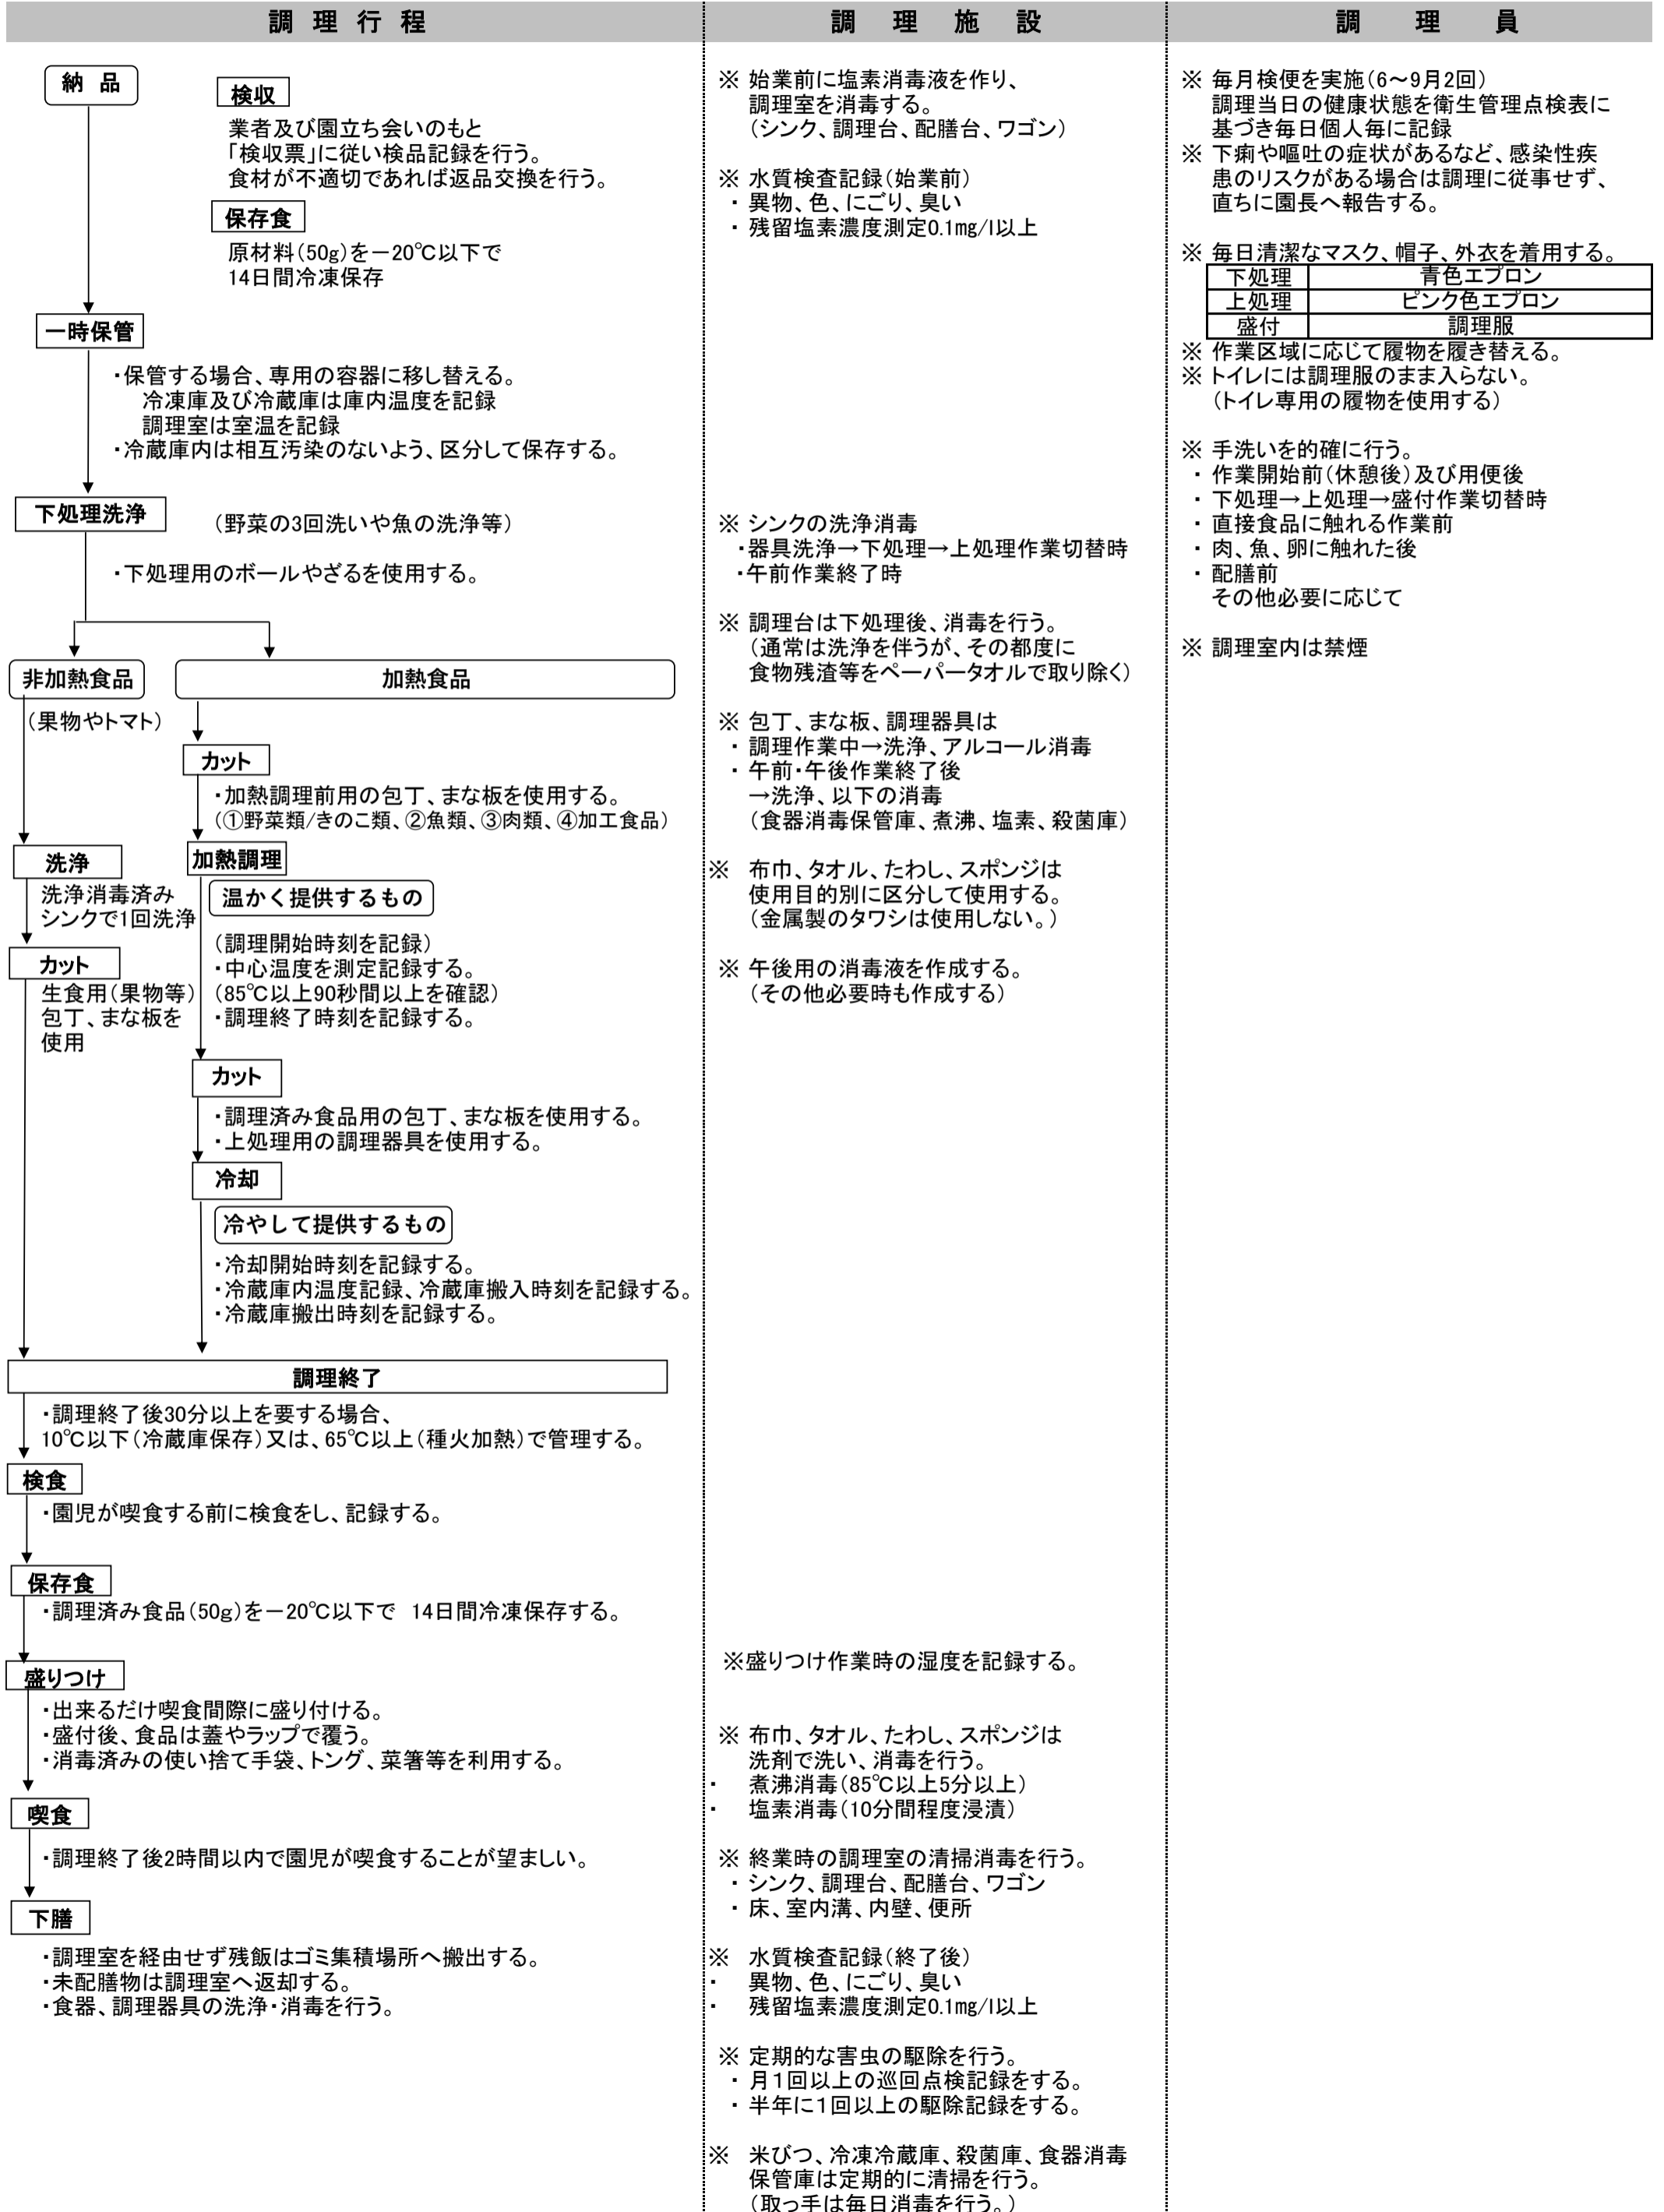 調理行程
納品
検収
業者及び園立ち会いのもと
「検収票」に従い検品記録を行う。
食材が不適切であれば返品交換を行う。
保存食
原材料(50g)を－20℃以下で
14日間冷凍保存
一時保管
・保管する場合、専用の容器に移し替える。
冷凍庫及び冷蔵庫は庫内温度を記録
調理室は室温を記録
・冷蔵庫内は相互汚染のないよう、区分して保存する。
下処理洗浄
(野菜の3回洗いや魚の洗浄等)
・下処理用のボールやざるを使用する。
非加熱食品
(果物やトマト)
洗浄
洗浄消毒済み
シンクで1回洗浄
カット
生食用(果物等)
包丁、まな板を
使用
加熱食品
カット
・加熱調理前用の包丁、まな板を使用する。
(①野菜類/きのこ類、②魚類、③肉類、④加工食品)
加熱調理
温かく提供するもの
(調理開始時刻を記録)
・中心温度を測定記録する。
(85℃以上90秒間以上を確認)
・調理終了時刻を記録する。
カット
・調理済み食品用の包丁、まな板を使用する。
・上処理用の調理器具を使用する。
冷却
冷やして提供するもの
・冷却開始時刻を記録する。
・冷蔵庫内温度記録、冷蔵庫搬入時刻を記録する。
・冷蔵庫搬出時刻を記録する。
調理終了
・調理終了後30分以上を要する場合、
10℃以下(冷蔵庫保存)又は、65℃以上(種火加熱)で管理する。
検食
・園児が喫食する前に検食をし、記録する。
保存食
・調理済み食品(50g)を－20℃以下で 14日間冷凍保存する。
盛りつけ
・出来るだけ喫食間際に盛り付ける。
・盛付後、食品は蓋やラップで覆う。
・消毒済みの使い捨て手袋、トング、菜箸等を利用する。
喫食
・調理終了後2時間以内で園児が喫食することが望ましい。
下膳
・調理室を経由せず残飯はゴミ集積場所へ搬出する。
・未配膳物は調理室へ返却する。
・食器、調理器具の洗浄・消毒を行う。
調理施設
※ 始業前に塩素消毒液を作り、
調理室を消毒する。
(シンク、調理台、配膳台、ワゴン)
※ 水質検査記録(始業前)
・ 異物、色、にごり、臭い
・ 残留塩素濃度測定0.1mg/l以上
※ シンクの洗浄消毒
・器具洗浄→下処理→上処理作業切替時
・午前作業終了時
※ 調理台は下処理後、消毒を行う。
(通常は洗浄を伴うが、その都度に
食物残渣等をペーパータオルで取り除く)
※ 包丁、まな板、調理器具は
・ 調理作業中→洗浄、アルコール消毒
・ 午前・午後作業終了後
→洗浄、以下の消毒
(食器消毒保管庫、煮沸、塩素、殺菌庫)
※ 布巾、タオル、たわし、スポンジは
使用目的別に区分して使用する。
(金属製のタワシは使用しない。)
※ 午後用の消毒液を作成する。
(その他必要時も作成する)
※盛りつけ作業時の湿度を記録する。
※ 布巾、タオル、たわし、スポンジは
洗剤で洗い、消毒を行う。
・ 煮沸消毒(85℃以上5分以上)
・ 塩素消毒(10分間程度浸漬)
※ 終業時の調理室の清掃消毒を行う。
・ シンク、調理台、配膳台、ワゴン
・ 床、室内溝、内壁、便所
※ 水質検査記録(終了後)
・ 異物、色、にごり、臭い
・ 残留塩素濃度測定0.1mg/l以上
※ 定期的な害虫の駆除を行う。
・ 月1回以上の巡回点検記録をする。
・ 半年に1回以上の駆除記録をする。
※ 米びつ、冷凍冷蔵庫、殺菌庫、食器消毒
保管庫は定期的に清掃を行う。
(取っ手は毎日消毒を行う。)
調理員
※ 毎月検便を実施(6～9月2回)
調理当日の健康状態を衛生管理点検表に
基づき毎日個人毎に記録
※ 下痢や嘔吐の症状があるなど、感染性疾
患のリスクがある場合は調理に従事せず、
直ちに園長へ報告する。
※ 毎日清潔なマスク、帽子、外衣を着用する。
下処理 青色エプロン
上処理 ピンク色エプロン
盛付 調理服
※ 作業区域に応じて履物を履き替える。
※ トイレには調理服のまま入らない。
(トイレ専用の履物を使用する)
※ 手洗いを的確に行う。
・ 作業開始前(休憩後)及び用便後
・ 下処理→上処理→盛付作業切替時
・ 直接食品に触れる作業前
・ 肉、魚、卵に触れた後
・ 配膳前
その他必要に応じて
※ 調理室内は禁煙